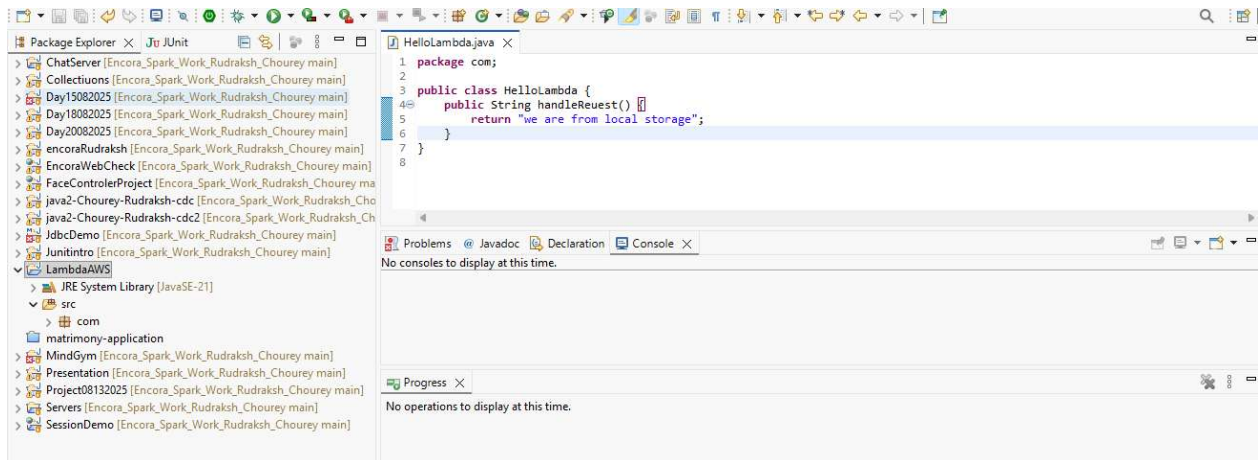 Package Explorer
JUnit
ChatServer [Encora_Spark_Work_Rudraksh_Chourey main]
Collectiuons [Encora_Spark_Work_Rudraksh_Chourey main]
Day15082025 [Encora_Spark_Work_Rudraksh_Chourey main]
Day18082025 [Encora_Spark_Work_Rudraksh_Chourey main]
Day20082025 [Encora_Spark_Work_Rudraksh_Chourey main]
encoraRudraksh [Encora_Spark_Work_Rudraksh_Chourey main]
EncoraWebCheck [Encora_Spark_Work_Rudraksh_Chourey main]
FaceControlerProject [Encora_Spark_Work_Rudraksh_Chourey ma
java2-Chourey-Rudraksh-cdc [Encora_Spark_Work_Rudraksh_Cho
java2-Chourey-Rudraksh-cdc2 [Encora_Spark_Work_Rudraksh_Ch
JdbcDemo [Encora_Spark_Work_Rudraksh_Chourey main]
Junitintro [Encora_Spark_Work_Rudraksh_Chourey main]
LambdaAWS
JRE System Library [JavaSE-21]
src
com
matrimony-application
MindGym [Encora_Spark_Work_Rudraksh_Chourey main]
Presentation [Encora_Spark_Work_Rudraksh_Chourey main]
Project08132025 [Encora_Spark_Work_Rudraksh_Chourey main]
Servers [Encora_Spark_Work_Rudraksh_Chourey main]
SessionDemo [Encora_Spark_Work_Rudraksh_Chourey main]
HelloLambda.java
1 package com;
2
3 public class HelloLambda {
4 public String handleReuest() {
5 return "we are from local storage";
6 }
7 }
8
Problems @ Javadoc Declaration Console
No consoles to display at this time.
Progress
No operations to display at this time.